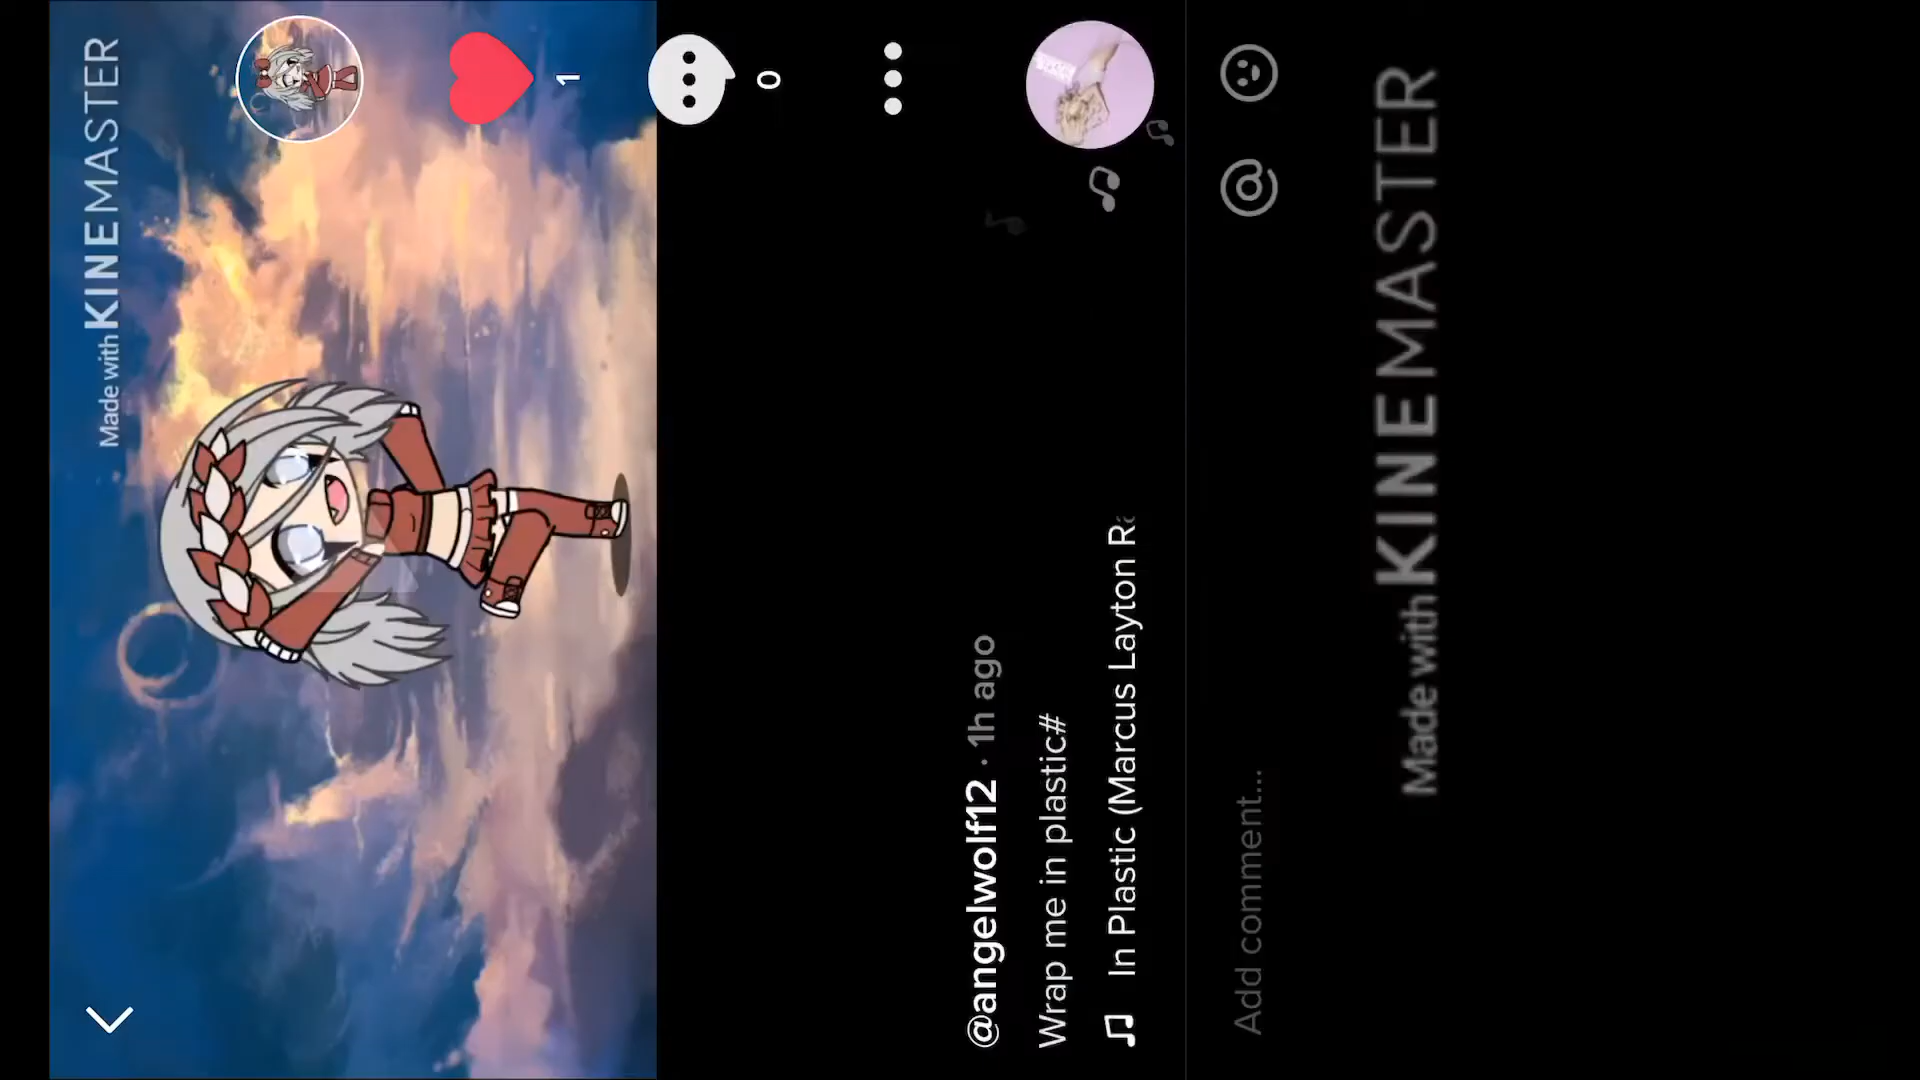 Made with KINEMASTER
1
0
@angelwolf12 · 1h ago
Wrap me in plastic#
In Plastic (Marcus Layton
Add comment...
Made with KINEMASTER